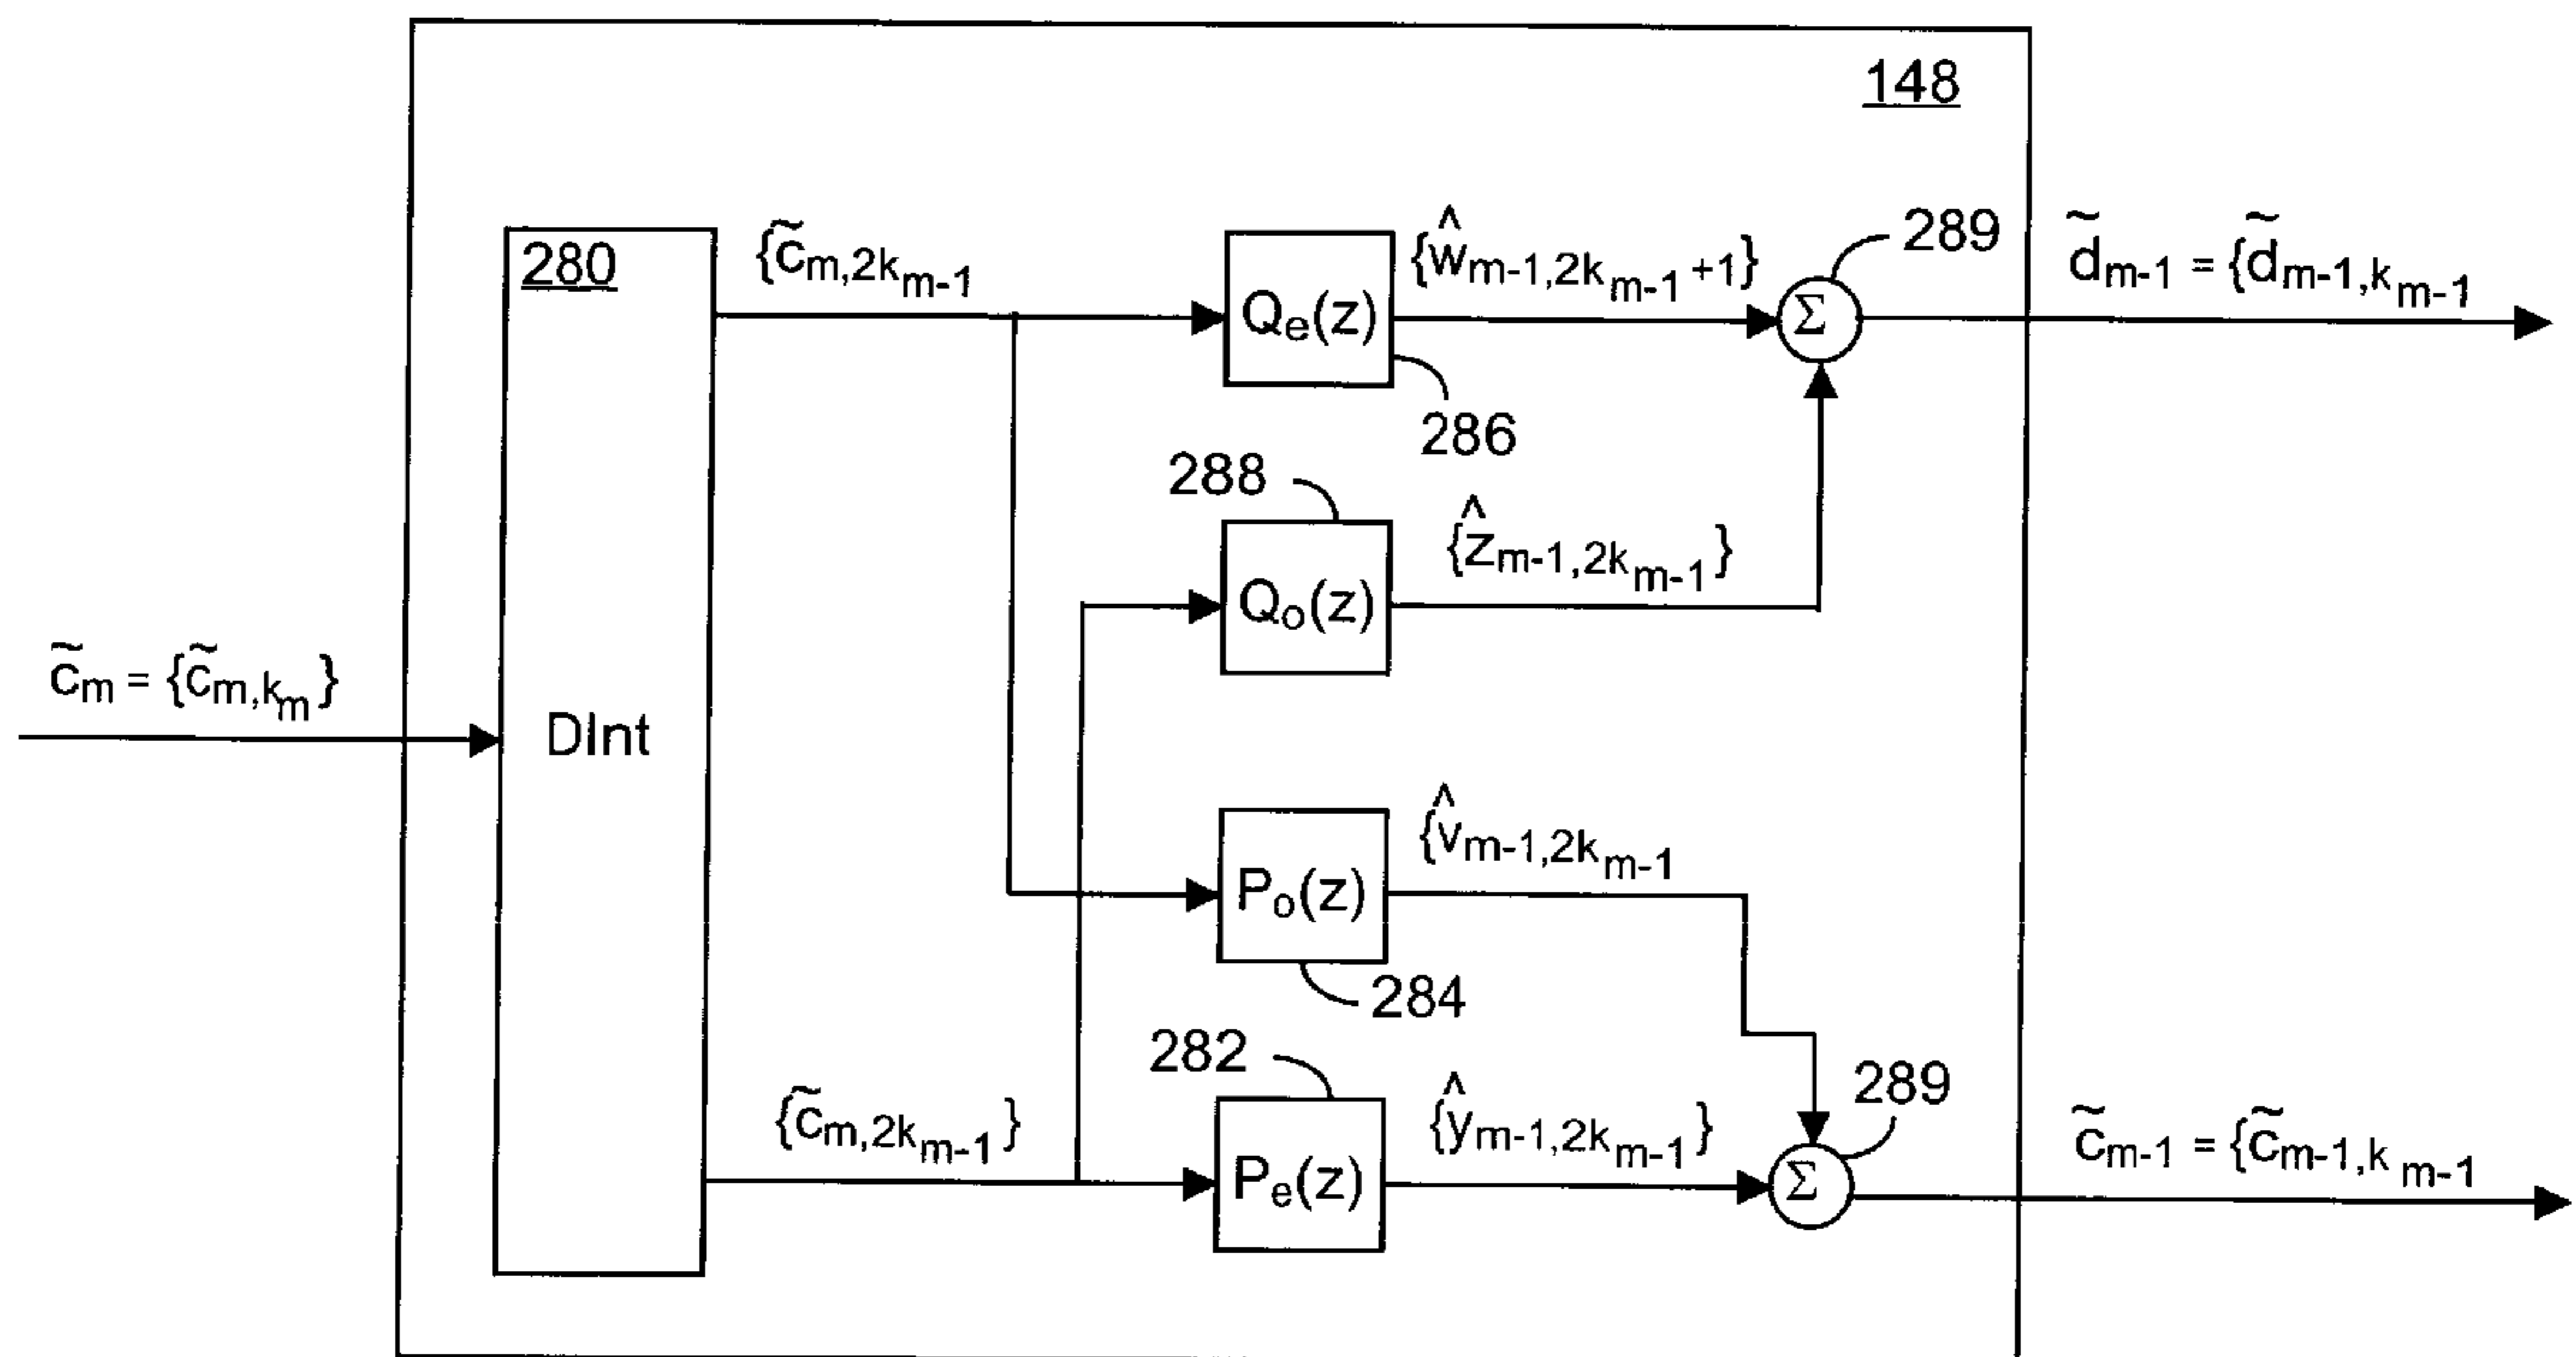 148
280
DInt
c̃m = {c̃m,km}
{c̃m,2km-1
{c̃m,2km-1}
Qe(z)
286
{ŵm-1,2km-1+1}
Σ
289
d̃m-1 = {d̃m-1,km-1
288
Qo(z)
{ẑm-1,2km-1}
Po(z)
284
{v̂m-1,2km-1
282
Pe(z)
{ŷm-1,2km-1}
Σ
289
c̃m-1 = {c̃m-1,km-1